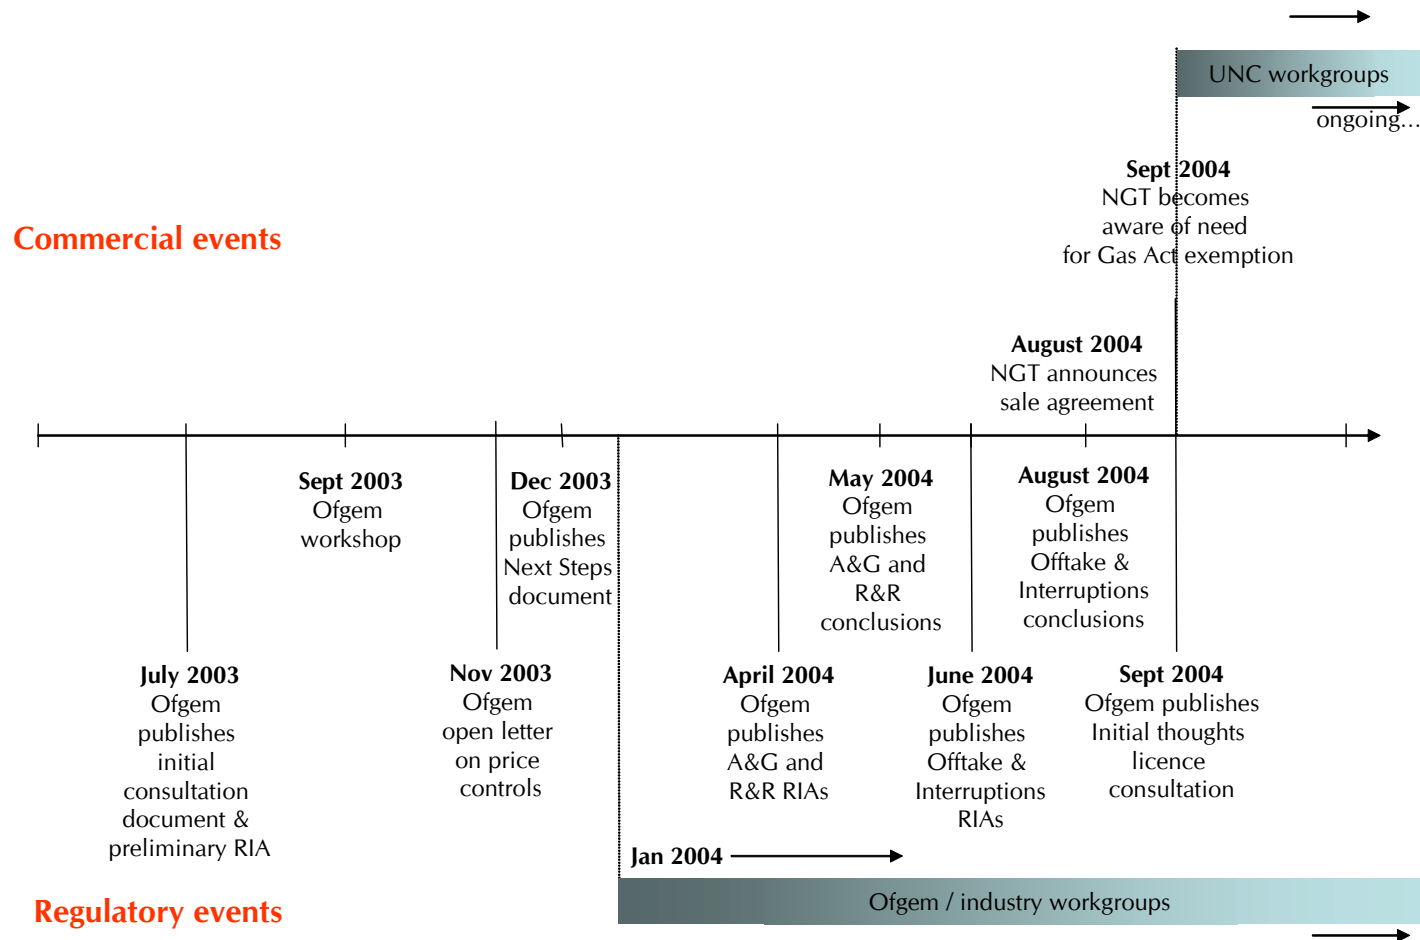 UNC workgroups
ongoing...
Sept 2004
NGT becomes
aware of need
for Gas Act exemption
Commercial events
August 2004
NGT announces
sale agreement
Sept 2003
Ofgem
workshop
Dec 2003
Ofgem
publishes
Next Steps
document
May 2004
Ofgem
publishes
A&G and
R&R
conclusions
August 2004
Ofgem
publishes
Offtake &
Interruptions
conclusions
July 2003
Ofgem
publishes
initial
consultation
document &
preliminary RIA
Nov 2003
Ofgem
open letter
on price
controls
April 2004
Ofgem
publishes
A&G and
R&R RIAs
June 2004
Ofgem
publishes
Offtake &
Interruptions
RIAs
Sept 2004
Ofgem publishes
Initial thoughts
licence
consultation
Jan 2004
Ofgem / industry workgroups
Regulatory events